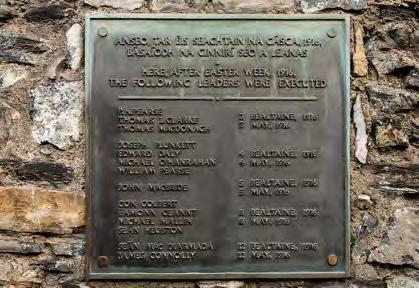 ANSEO TAR ÉIS SEACHTAIN NA CÁSCA, 1916,
BÁSAÍODH NA CINNIRÍ SEO A LEANAS
HERE, AFTER EASTER WEEK, 1916,
THE FOLLOWING LEADERS WERE EXECUTED
P.H. PEARSE 3 BEALTAINE, 1916
THOMAS J. CLARKE 3 MAY, 1916
THOMAS MACDONAGH
JOSEPH PLUNKETT
EDWARD DALY 4 BEALTAINE, 1916
MICHAEL O'HANRAHAN 4 MAY, 1916
WILLIAM PEARSE
JOHN MACBRIDE 5 BEALTAINE, 1916
5 MAY, 1916
CON COLBERT
EAMONN CEANNT 8 BEALTAINE, 1916
MICHAEL MALLIN 8 MAY, 1916
SEAN HEUSTON
SEÁN MAC DIARMADA 12 BEALTAINE, 1916
JAMES CONNOLLY 12 MAY, 1916